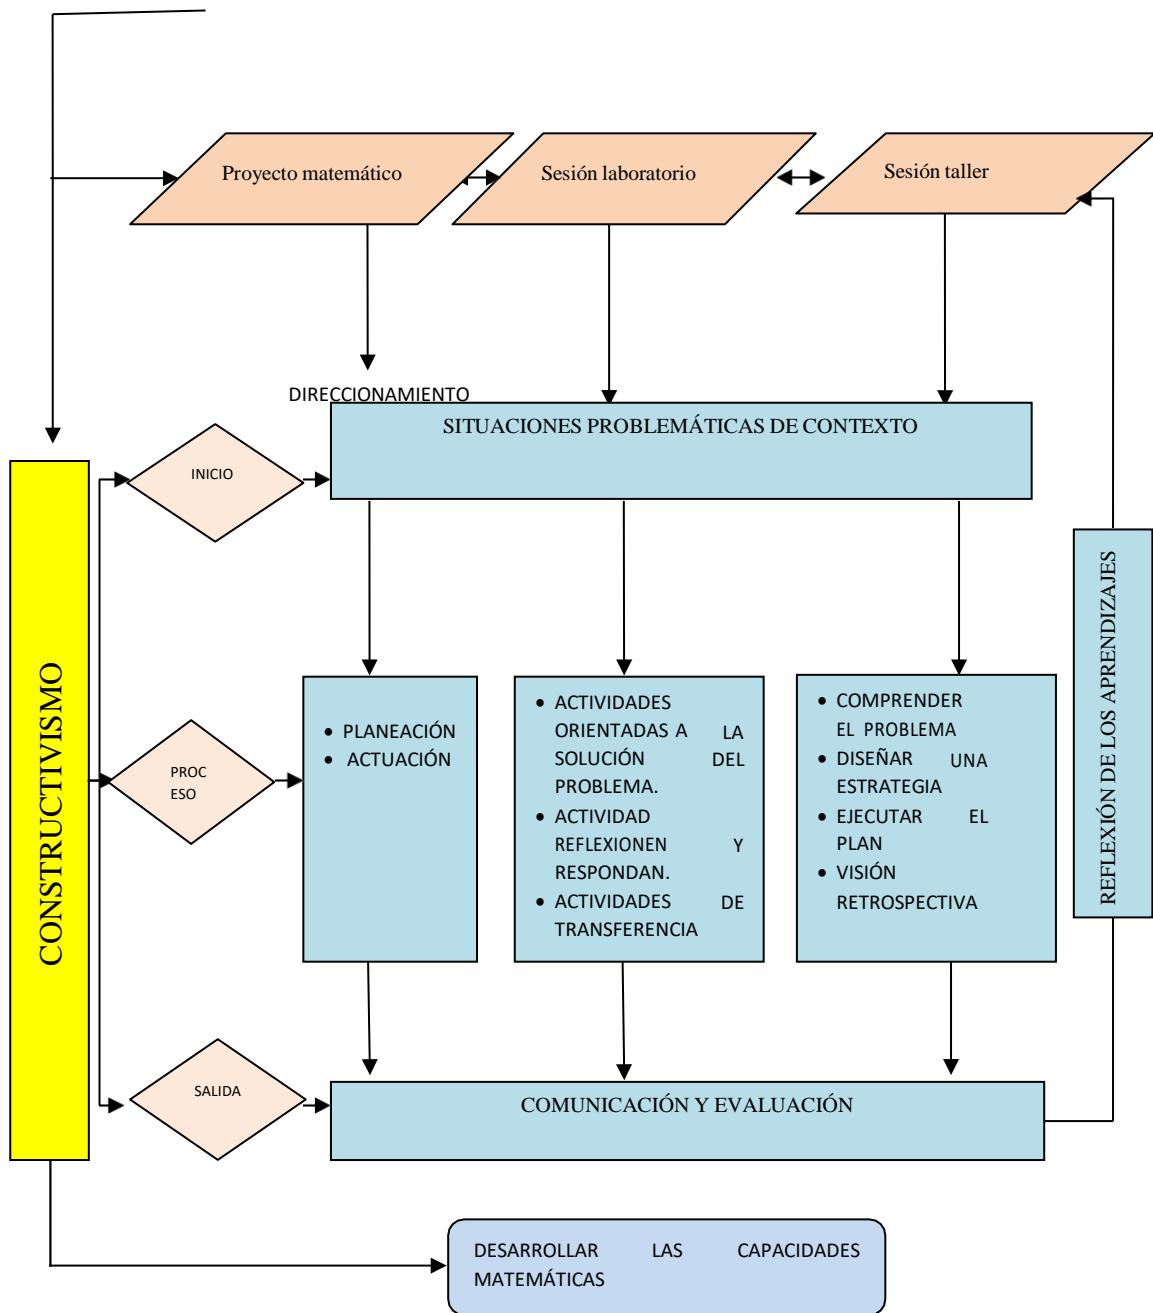 Proyecto matemático
Sesión laboratorio
Sesión taller
DIRECCIONAMIENTO
SITUACIONES PROBLEMÁTICAS DE CONTEXTO
INICIO
CONSTRUCTIVISMO
PROC
ESO
• PLANEACIÓN
• ACTUACIÓN
• ACTIVIDADES
ORIENTADAS A LA
SOLUCIÓN DEL
PROBLEMA.
• ACTIVIDAD
REFLEXIONEN Y
RESPONDAN.
• ACTIVIDADES DE
TRANSFERENCIA
• COMPRENDER
EL PROBLEMA
• DISEÑAR UNA
ESTRATEGIA
• EJECUTAR EL
PLAN
• VISIÓN
RETROSPECTIVA
REFLEXIÓN DE LOS APRENDIZAJES
SALIDA
COMUNICACIÓN Y EVALUACIÓN
DESARROLLAR LAS CAPACIDADES
MATEMÁTICAS